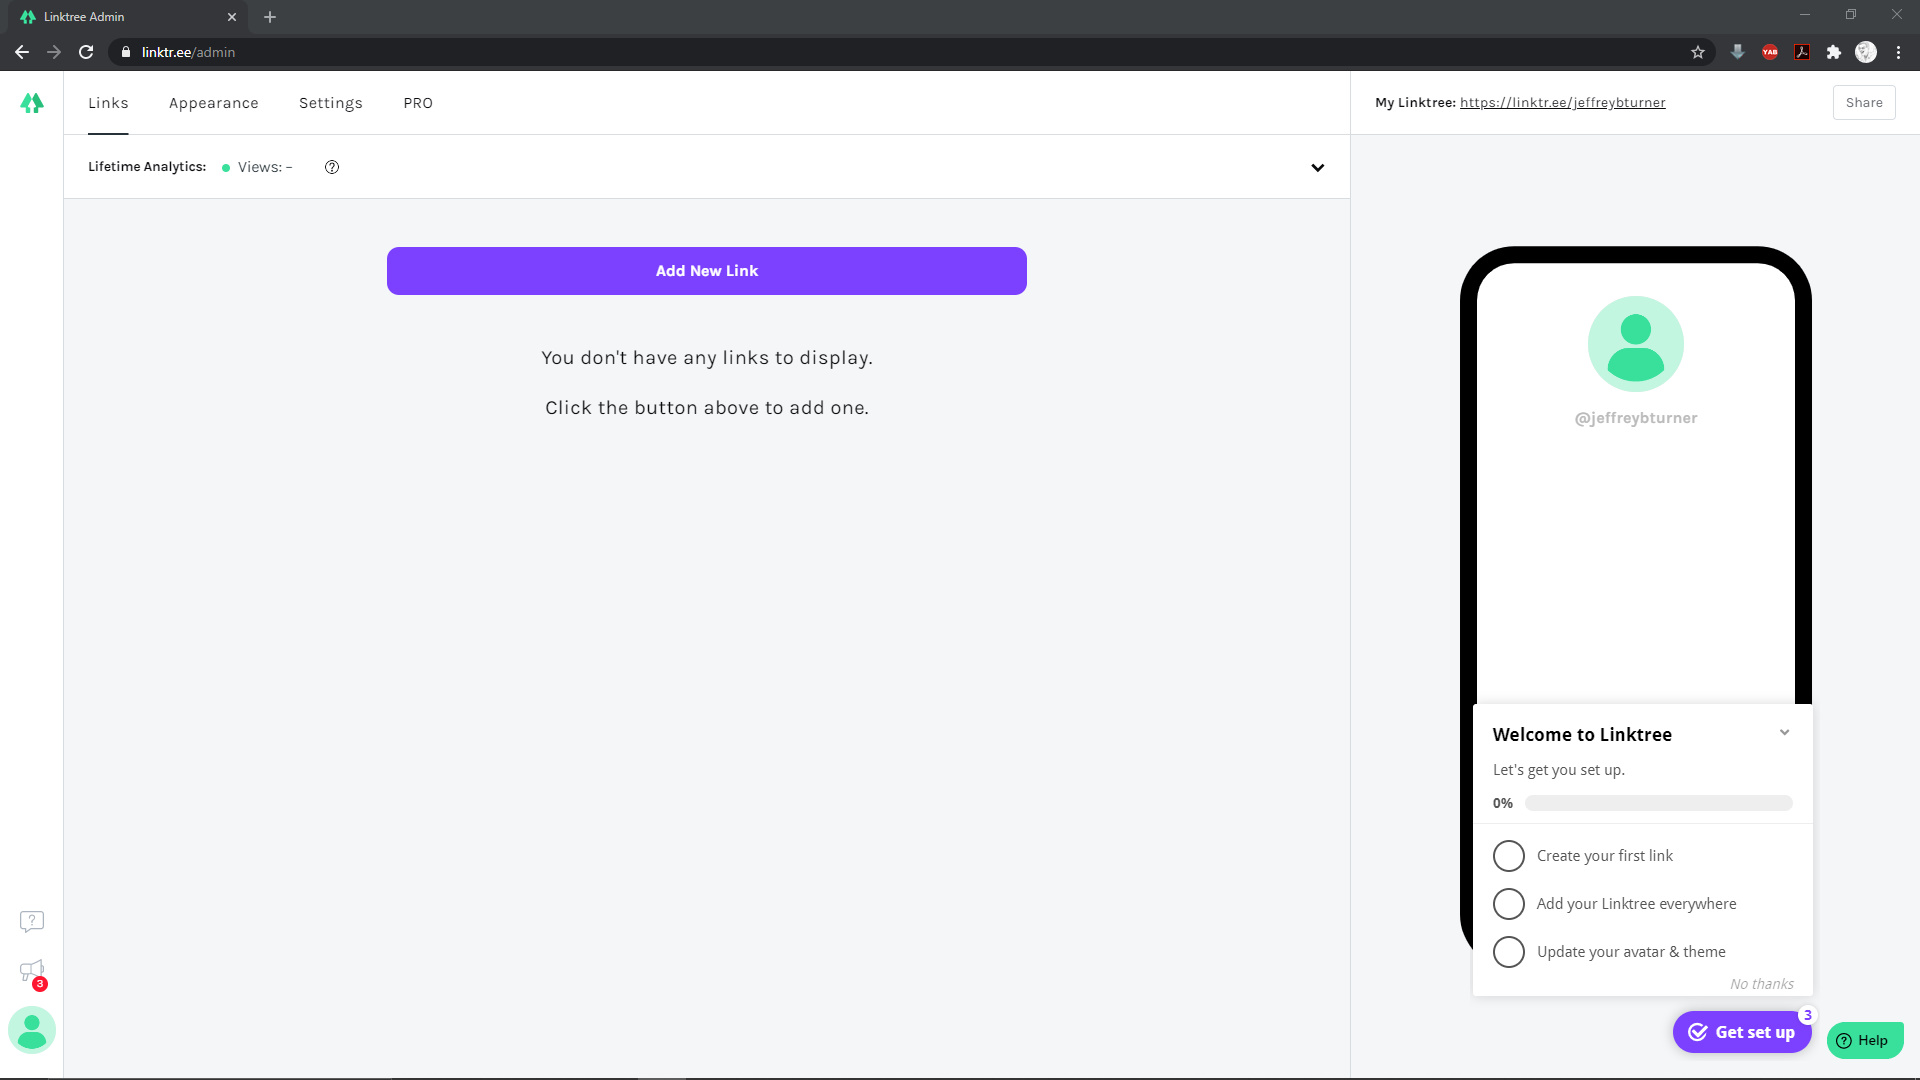 Linktree Admin
linktr.ee/admin
YAB
Links Appearance Settings PRO
My Linktree: https://linktr.ee/jeffreybturner
Share
Lifetime Analytics: Views: –
?
Add New Link
You don't have any links to display.
Click the button above to add one.
@jeffreybturner
Welcome to Linktree
Let's get you set up.
0%
Create your first link
Add your Linktree everywhere
Update your avatar & theme
No thanks
?
3
Get set up
3
? Help